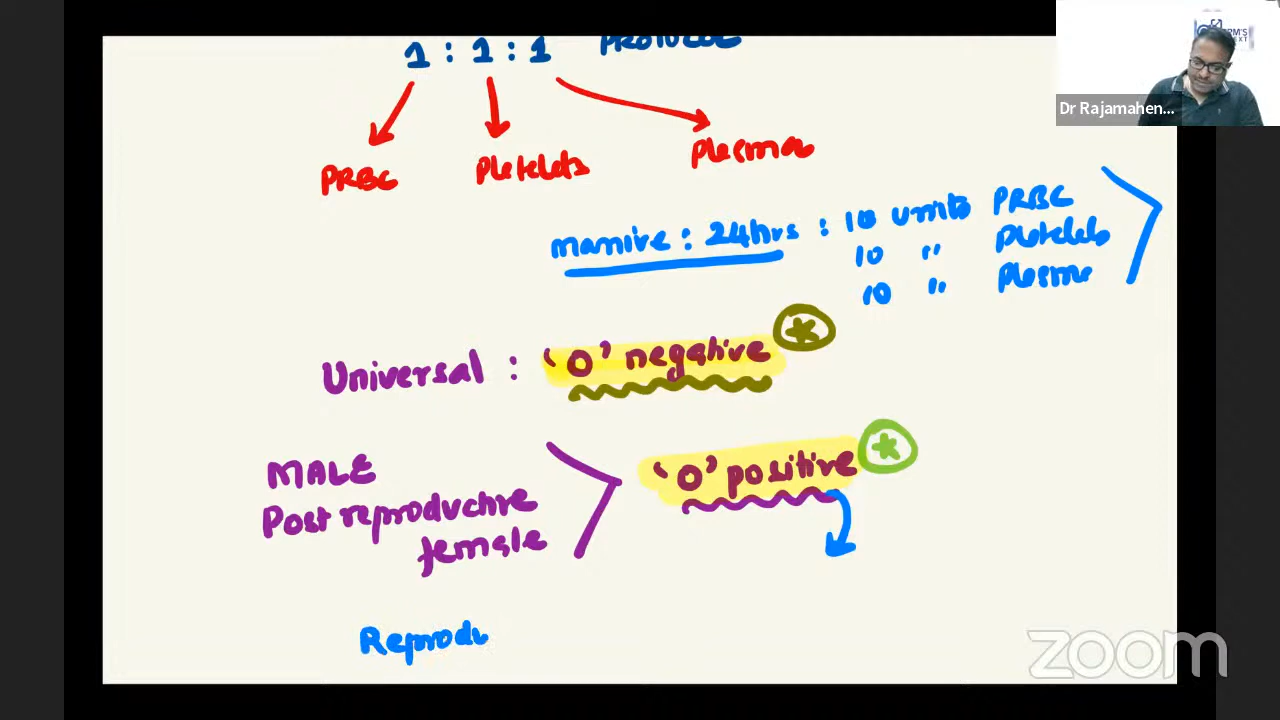 1 : 1 : 1 PROTOCOL
PRBC Platelets Plasma
massive : 24hrs : 10 units PRBC
10 " Platelets
10 " Plasma
Universal : 'O' negative
MALE
Post reproductive
female
'O' positive
Reprodu
Dr Rajamahen...
zoom